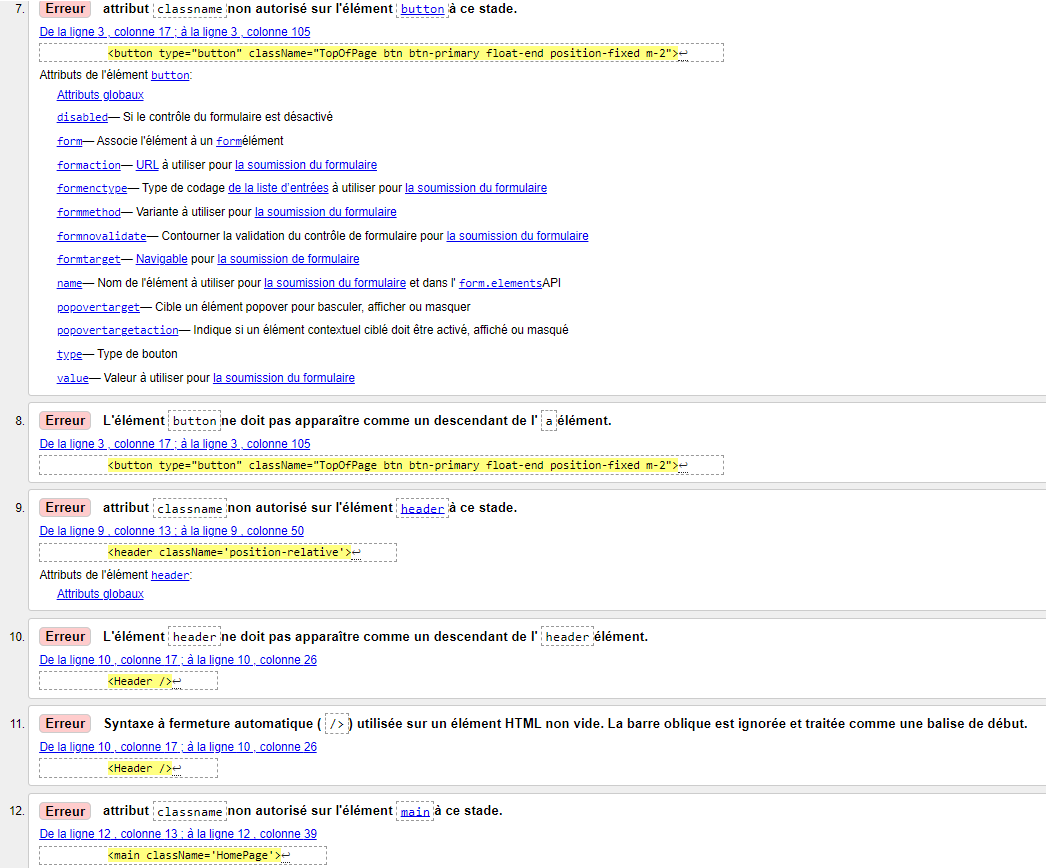 7. Erreur attribut classname non autorisé sur l'élément button à ce stade.
De la ligne 3 , colonne 17 ; à la ligne 3 , colonne 105
<button type="button" className="TopOfPage btn btn-primary float-end position-fixed m-2">↩
Attributs de l'élément button:
Attributs globaux
disabled— Si le contrôle du formulaire est désactivé
form— Associe l'élément à un formélément
formaction— URL à utiliser pour la soumission du formulaire
formenctype— Type de codage de la liste d'entrées à utiliser pour la soumission du formulaire
formmethod— Variante à utiliser pour la soumission du formulaire
formnovalidate— Contourner la validation du contrôle de formulaire pour la soumission du formulaire
formtarget— Navigable pour la soumission de formulaire
name— Nom de l'élément à utiliser pour la soumission du formulaire et dans l' form.elementsAPI
popovertarget— Cible un élément popover pour basculer, afficher ou masquer
popovertargetaction— Indique si un élément contextuel ciblé doit être activé, affiché ou masqué
type— Type de bouton
value— Valeur à utiliser pour la soumission du formulaire
8. Erreur L'élément button ne doit pas apparaître comme un descendant de l' a élément.
De la ligne 3 , colonne 17 ; à la ligne 3 , colonne 105
<button type="button" className="TopOfPage btn btn-primary float-end position-fixed m-2">↩
9. Erreur attribut classname non autorisé sur l'élément header à ce stade.
De la ligne 9 , colonne 13 ; à la ligne 9 , colonne 50
<header className='position-relative'>↩
Attributs de l'élément header:
Attributs globaux
10. Erreur L'élément header ne doit pas apparaître comme un descendant de l' header élément.
De la ligne 10 , colonne 17 ; à la ligne 10 , colonne 26
<Header />↩
11. Erreur Syntaxe à fermeture automatique ( />) utilisée sur un élément HTML non vide. La barre oblique est ignorée et traitée comme une balise de début.
De la ligne 10 , colonne 17 ; à la ligne 10 , colonne 26
<Header />↩
12. Erreur attribut classname non autorisé sur l'élément main à ce stade.
De la ligne 12 , colonne 13 ; à la ligne 12 , colonne 39
<main className='HomePage'>↩